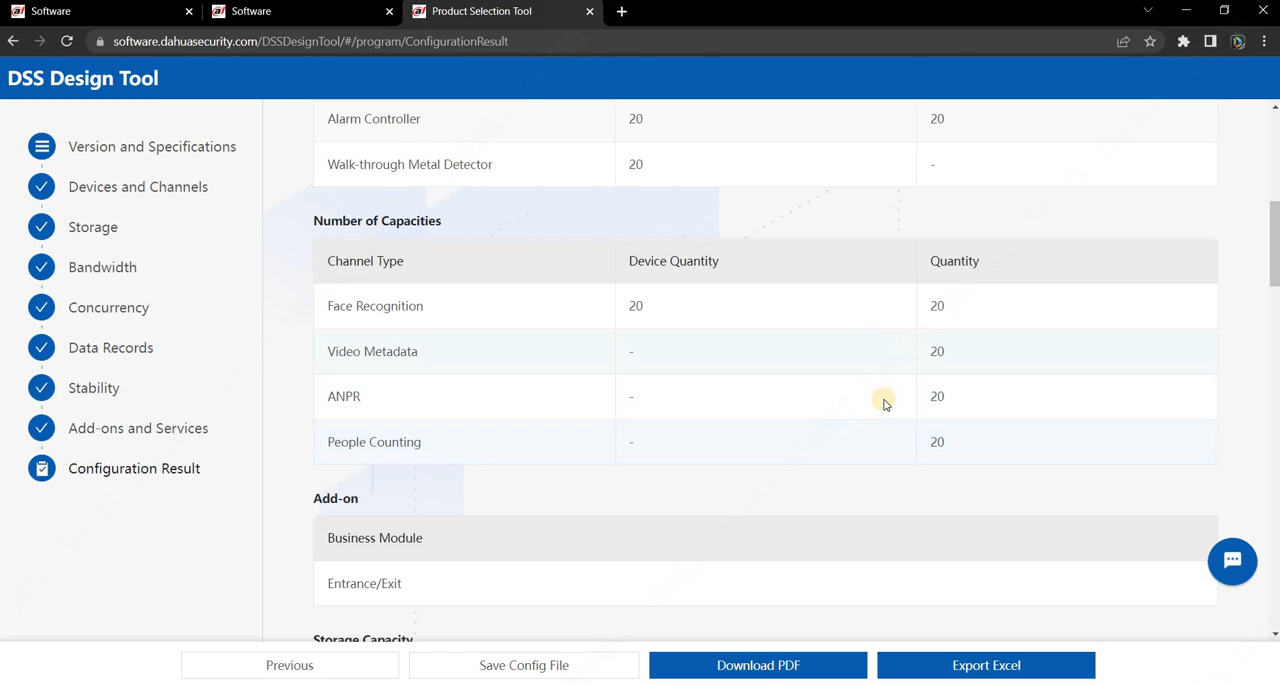 Software
Software
Product Selection Tool
software.dahuasecurity.com/DSSDesignTool/#/program/ConfigurationResult
DSS Design Tool
Version and Specifications
Devices and Channels
Storage
Bandwidth
Concurrency
Data Records
Stability
Add-ons and Services
Configuration Result
Alarm Controller 20 20
Walk-through Metal Detector 20 -
Number of Capacities
Channel Type Device Quantity Quantity
Face Recognition 20 20
Video Metadata - 20
ANPR - 20
People Counting - 20
Add-on
Business Module
Entrance/Exit
Storage Capacity
Previous Save Config File Download PDF Export Excel